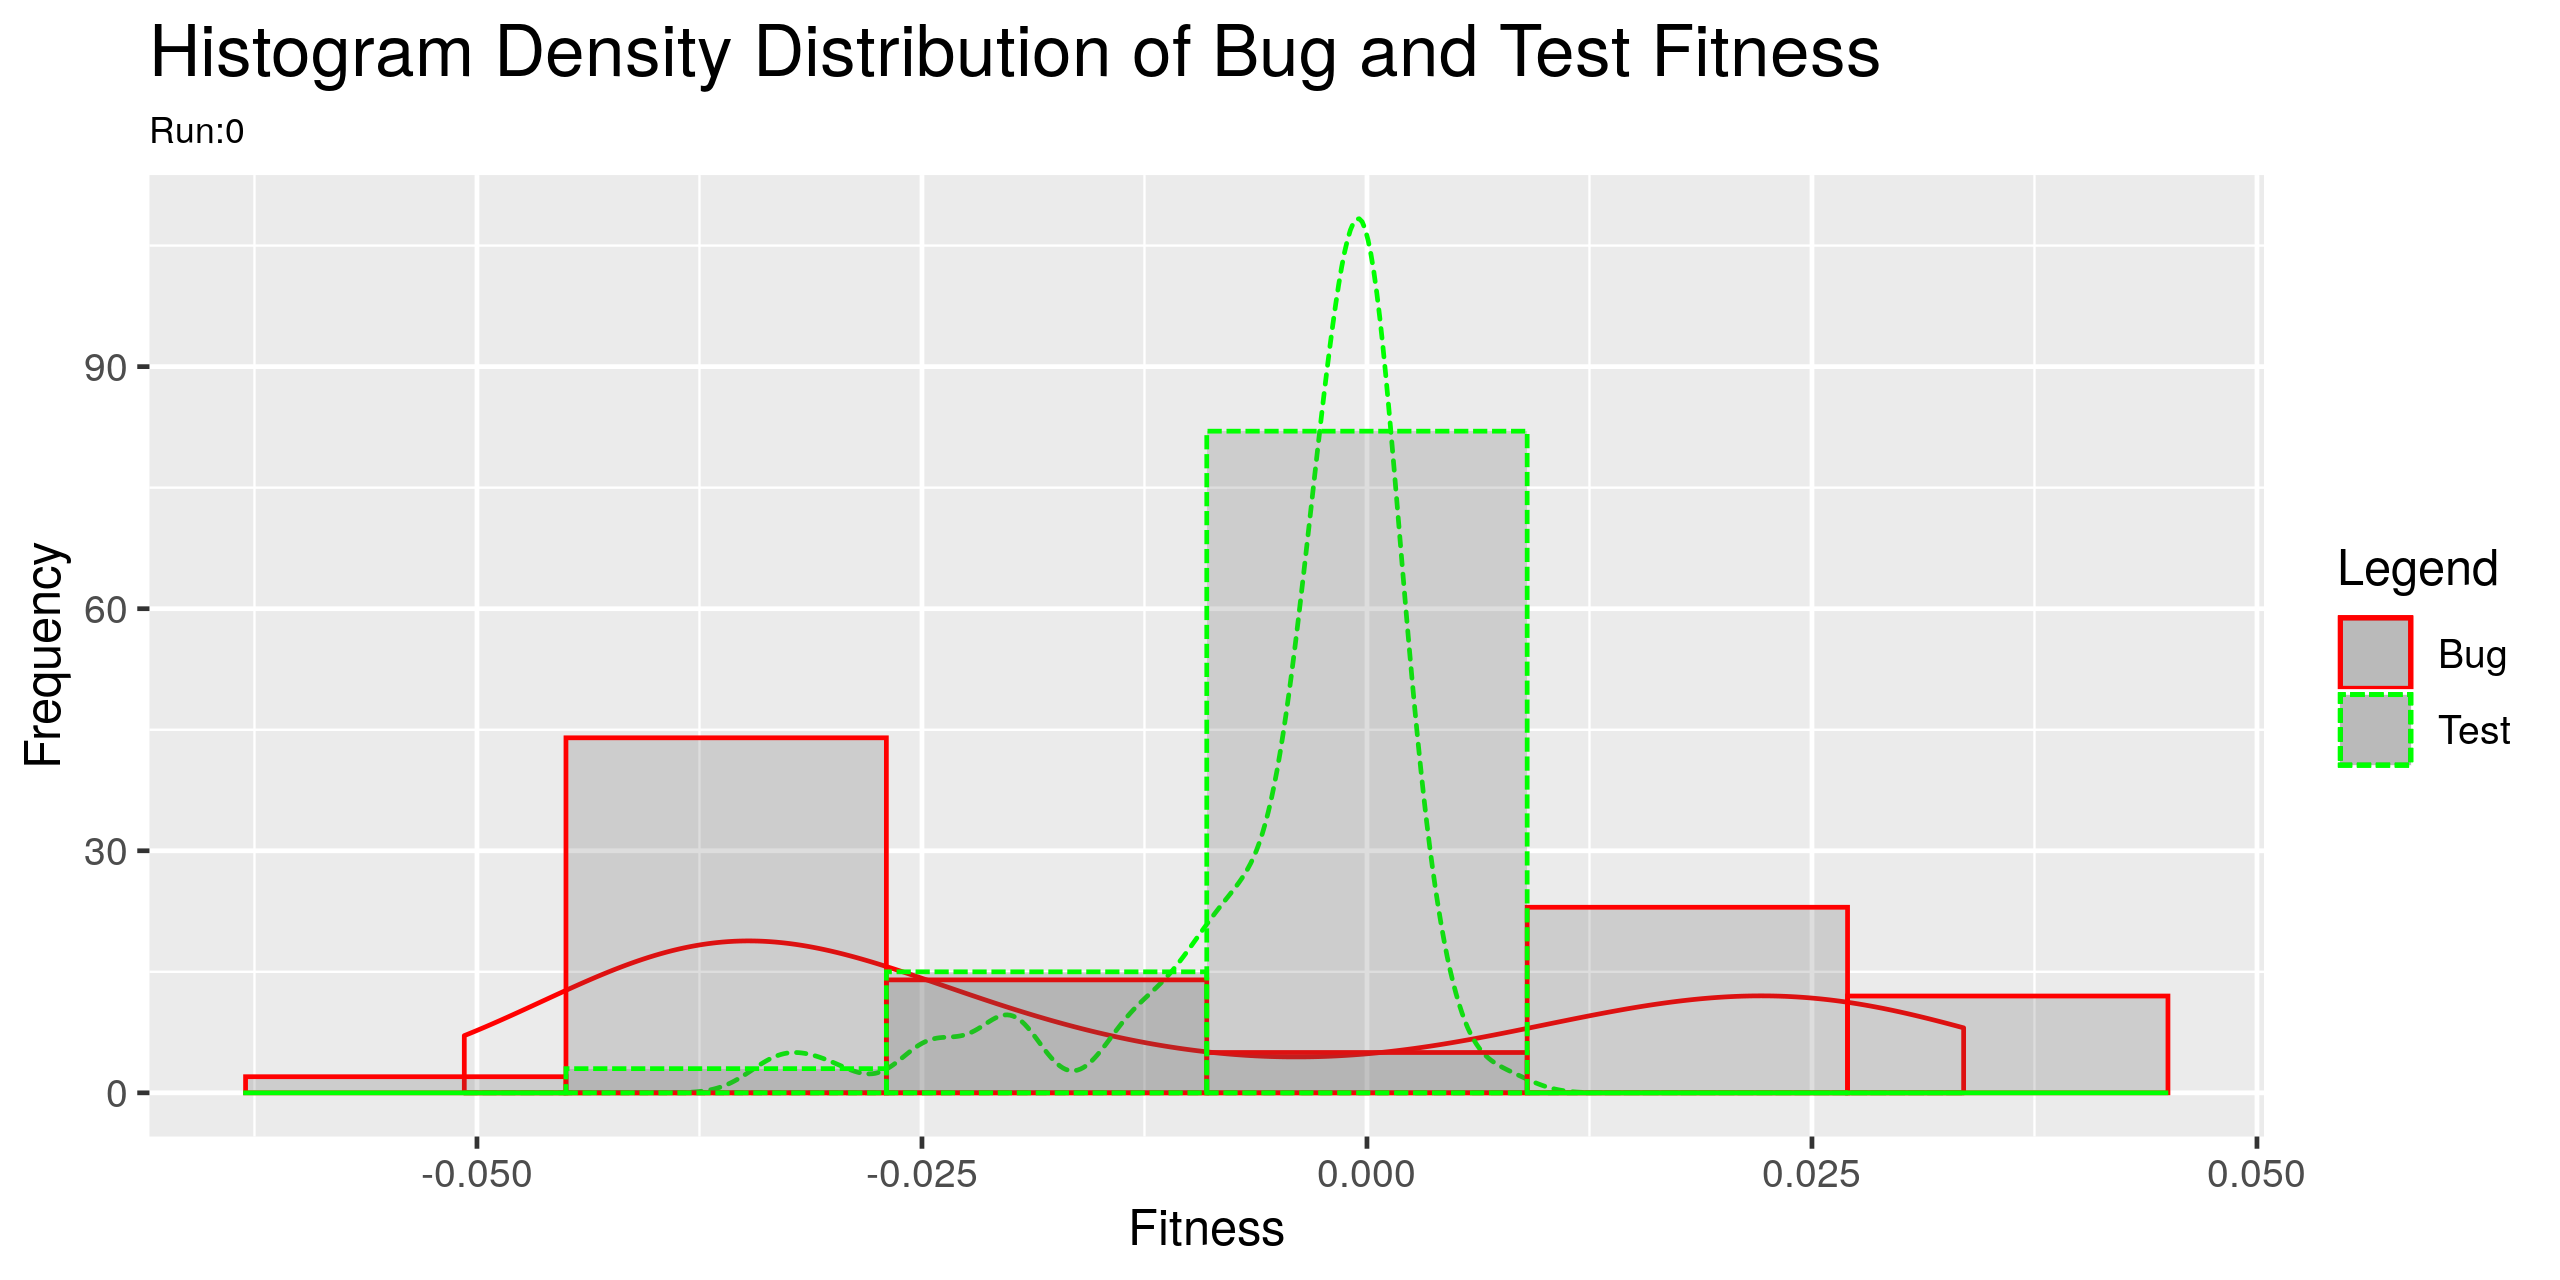 Histogram Density Distribution of Bug and Test Fitness
Run:0
Frequency
90
60
30
0
-0.050
-0.025
0.000
0.025
0.050
Fitness
Legend
Bug
Test